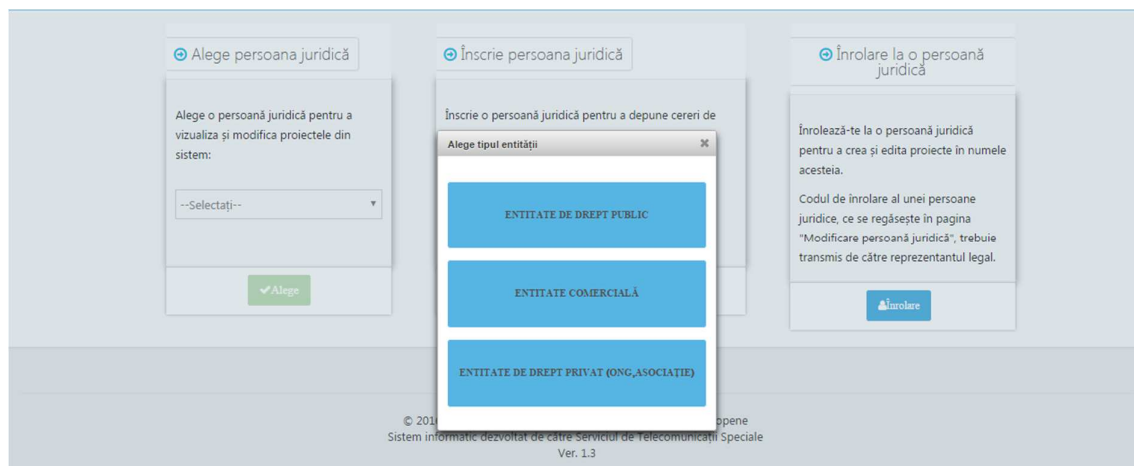 Alege persoana juridică
Alege o persoană juridică pentru a
vizualiza și modifica proiectele din
sistem:
--Selectați--
Alege
Înscrie persoana juridică
Înscrie o persoană juridică pentru a depune cereri de
Alege tipul entității
ENTITATE DE DREPT PUBLIC
ENTITATE COMERCIALĂ
ENTITATE DE DREPT PRIVAT (ONG,ASOCIAȚIE)
Înrolare la o persoană
juridică
Înrolează-te la o persoană juridică
pentru a crea și edita proiecte în numele
acesteia.
Codul de înrolare al unei persoane
juridice, ce se regăsește în pagina
"Modificare persoană juridică", trebuie
transmis de către reprezentantul legal.
Înrolare
© 201 opene
Sistem informatic dezvoltat de către Serviciul de Telecomunicații Speciale
Ver. 1.3